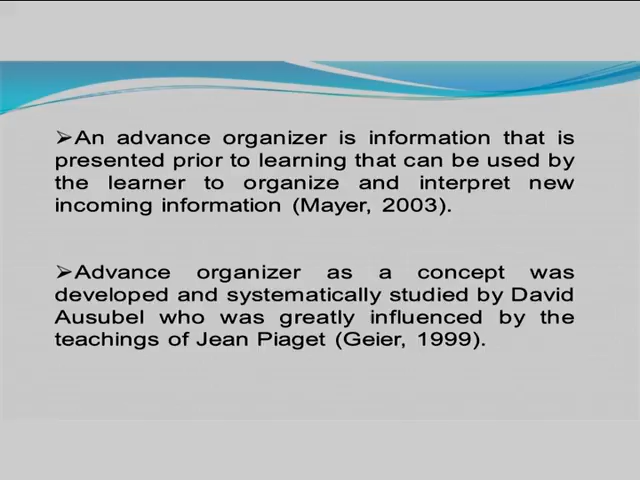 ➢An advance organizer is information that is
presented prior to learning that can be used by
the learner to organize and interpret new
incoming information (Mayer, 2003).
➢Advance organizer as a concept was
developed and systematically studied by David
Ausubel who was greatly influenced by the
teachings of Jean Piaget (Geier, 1999).